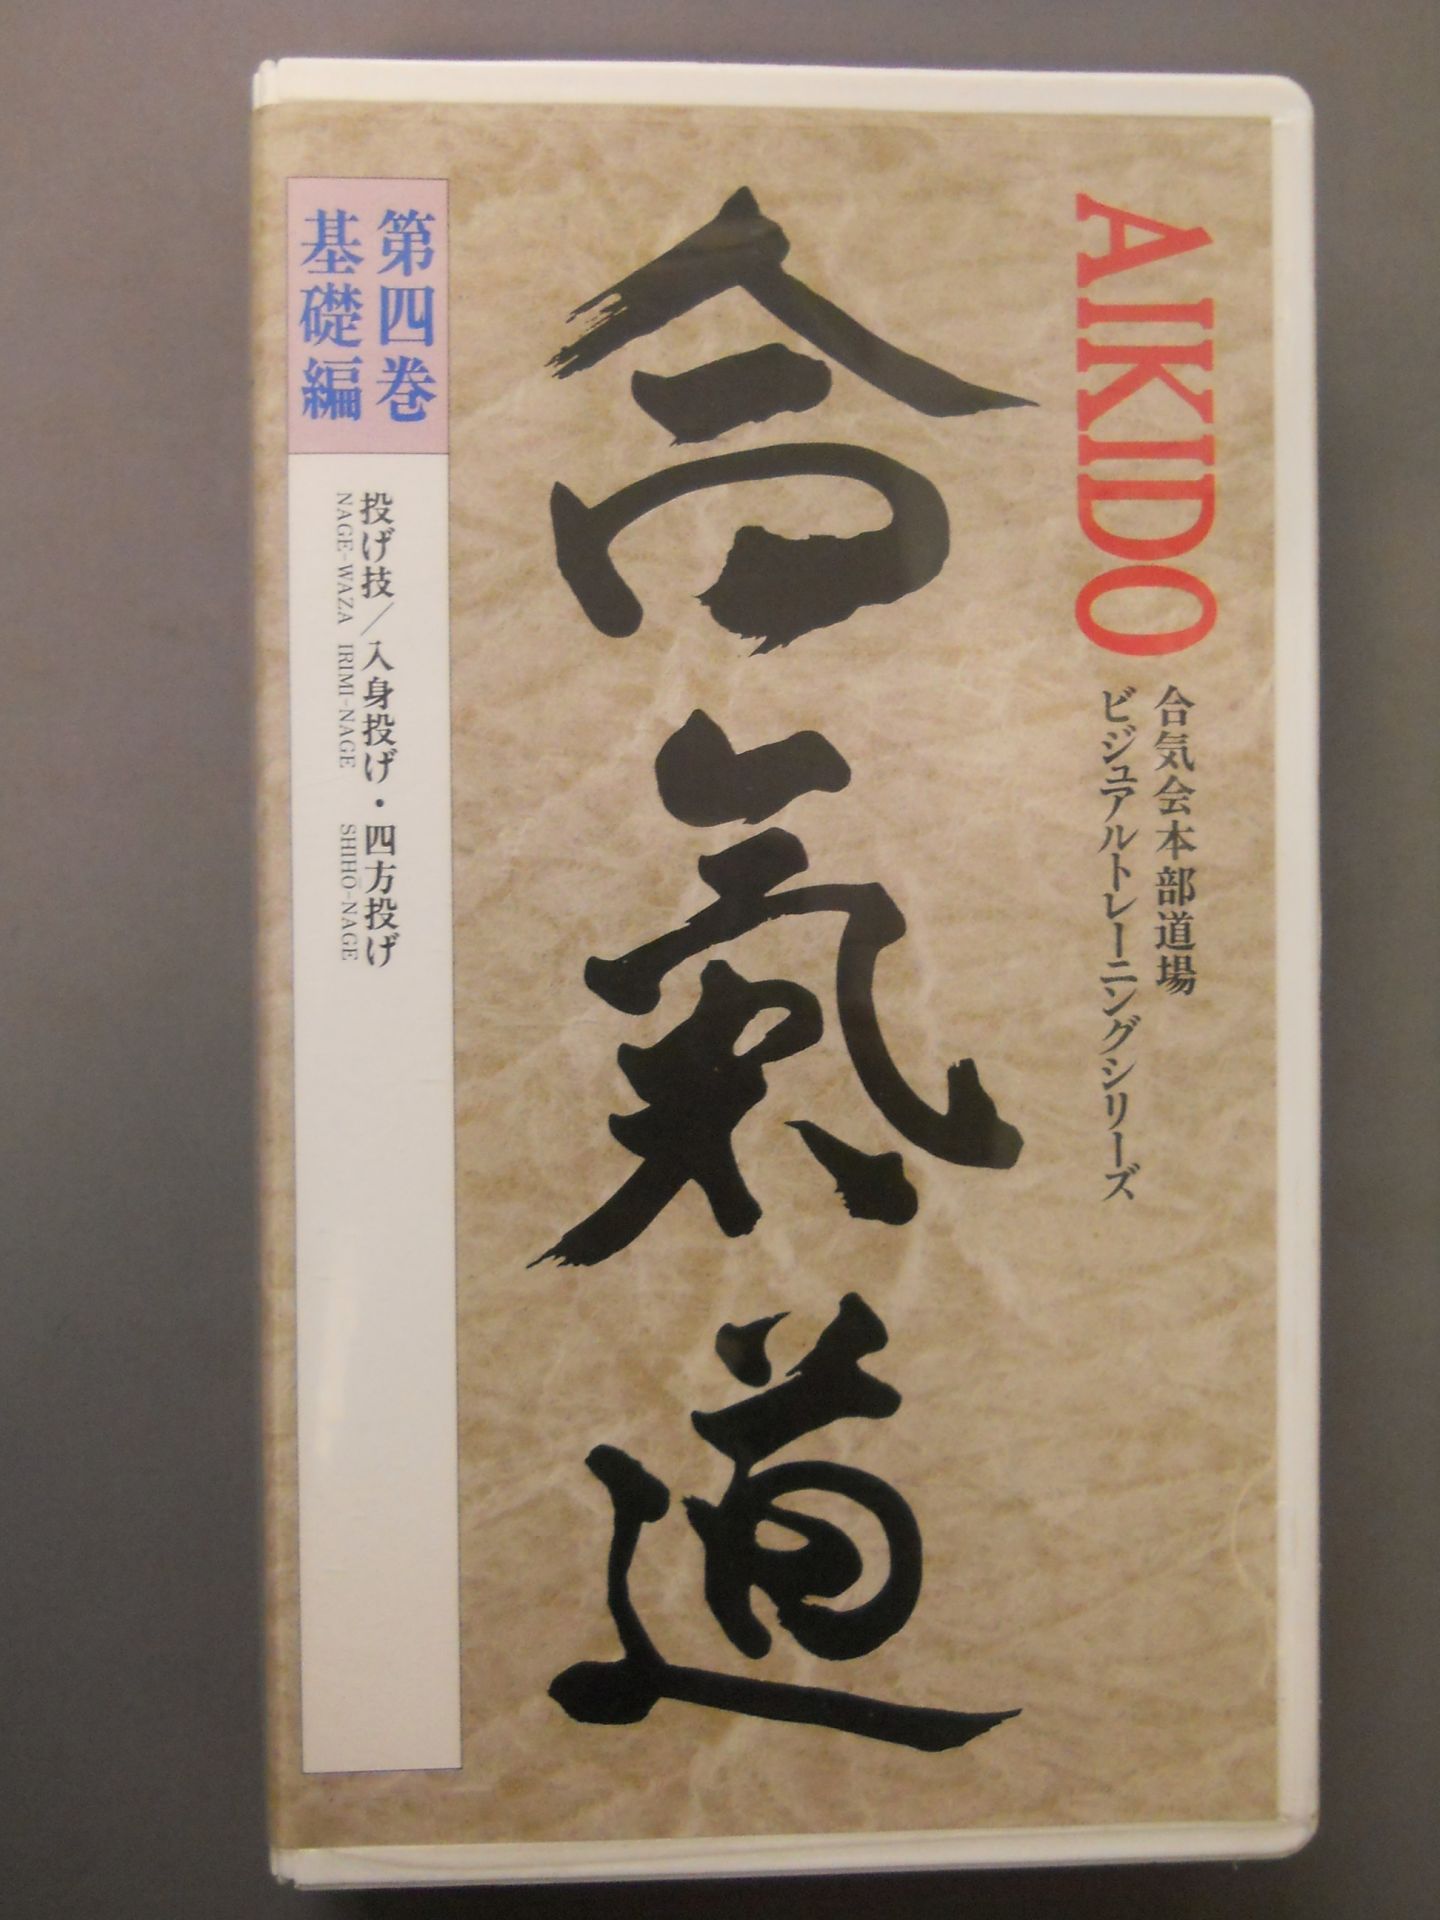 AIKIDO
合気会本部道場
ビジュアルトレーニングシリーズ
合氣道
第四巻
基礎編
投げ技／入身投げ・四方投げ
NAGE-WAZA IRIMI-NAGE SHIHŌ-NAGE